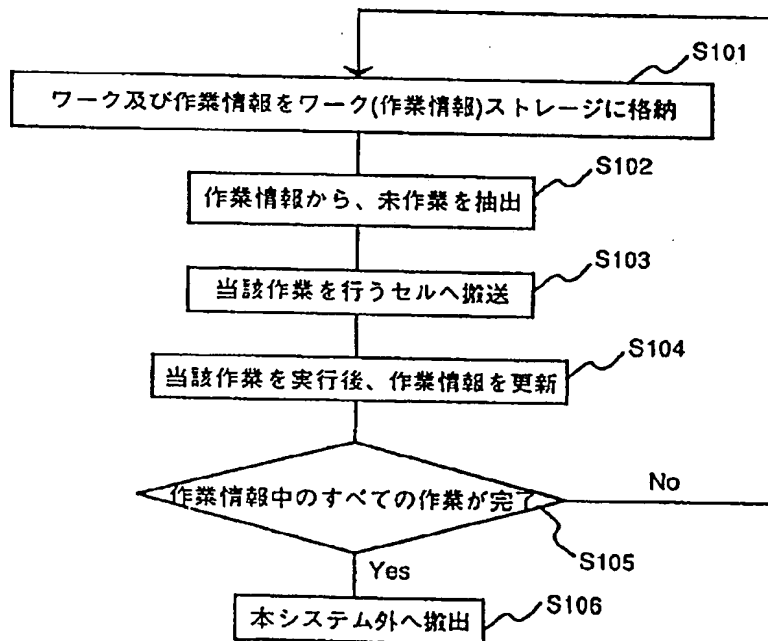 S101
ワーク及び作業情報をワーク(作業情報)ストレージに格納
S102
作業情報から、未作業を抽出
S103
当該作業を行うセルへ搬送
S104
当該作業を実行後、作業情報を更新
作業情報中のすべての作業が完了
No
S105
Yes
本システム外へ搬出
S106